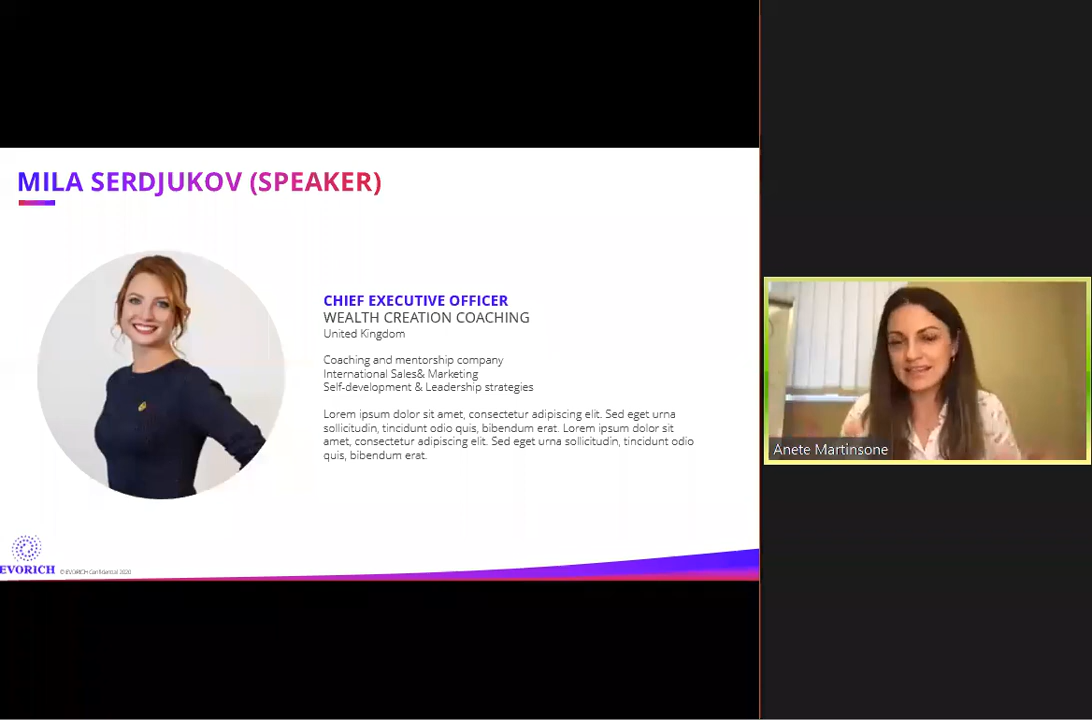 MILA SERDJUKOV (SPEAKER)
CHIEF EXECUTIVE OFFICER
WEALTH CREATION COACHING
United Kingdom
Coaching and mentorship company
International Sales& Marketing
Self-development & Leadership strategies
Lorem ipsum dolor sit amet, consectetur adipiscing elit. Sed eget urna
sollicitudin, tincidunt odio quis, bibendum erat. Lorem ipsum dolor sit
amet, consectetur adipiscing elit. Sed eget urna sollicitudin, tincidunt odio
quis, bibendum erat.
EVORICH
© EVORICH Confidential 2020
Anete Martinsone